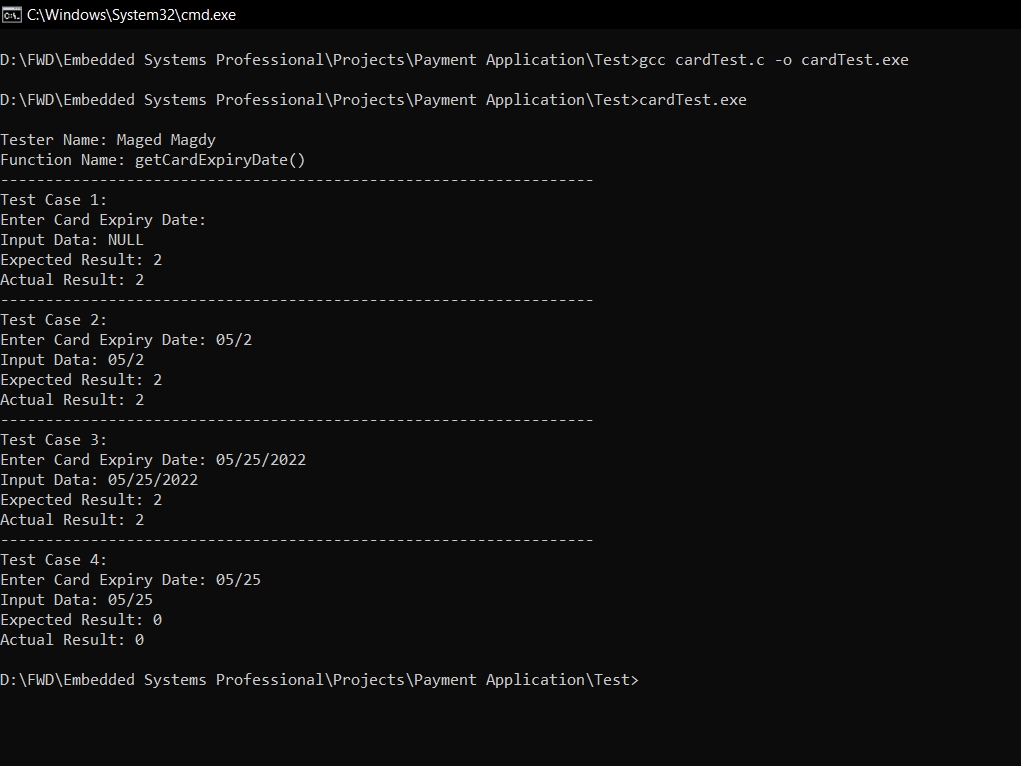 C:\Windows\System32\cmd.exe
D:\FWD\Embedded Systems Professional\Projects\Payment Application\Test>gcc cardTest.c -o cardTest.exe
D:\FWD\Embedded Systems Professional\Projects\Payment Application\Test>cardTest.exe
Tester Name: Maged Magdy
Function Name: getCardExpiryDate()
------------------------------------------------------------------
Test Case 1:
Enter Card Expiry Date:
Input Data: NULL
Expected Result: 2
Actual Result: 2
------------------------------------------------------------------
Test Case 2:
Enter Card Expiry Date: 05/2
Input Data: 05/2
Expected Result: 2
Actual Result: 2
------------------------------------------------------------------
Test Case 3:
Enter Card Expiry Date: 05/25/2022
Input Data: 05/25/2022
Expected Result: 2
Actual Result: 2
------------------------------------------------------------------
Test Case 4:
Enter Card Expiry Date: 05/25
Input Data: 05/25
Expected Result: 0
Actual Result: 0
D:\FWD\Embedded Systems Professional\Projects\Payment Application\Test>